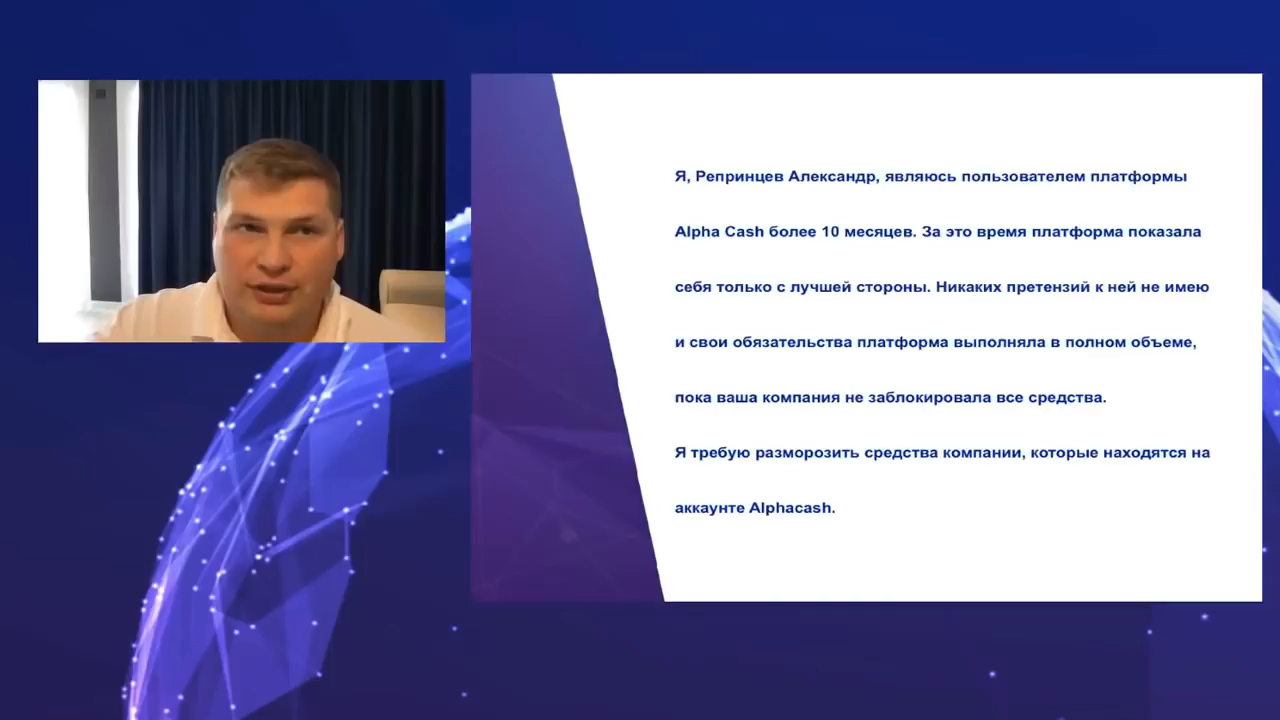 Я, Репринцев Александр, являюсь пользователем платформы
Alpha Cash более 10 месяцев. За это время платформа показала
себя только с лучшей стороны. Никаких претензий к ней не имею
и свои обязательства платформа выполняла в полном объеме,
пока ваша компания не заблокировала все средства.
Я требую разморозить средства компании, которые находятся на
аккаунте Alphacash.